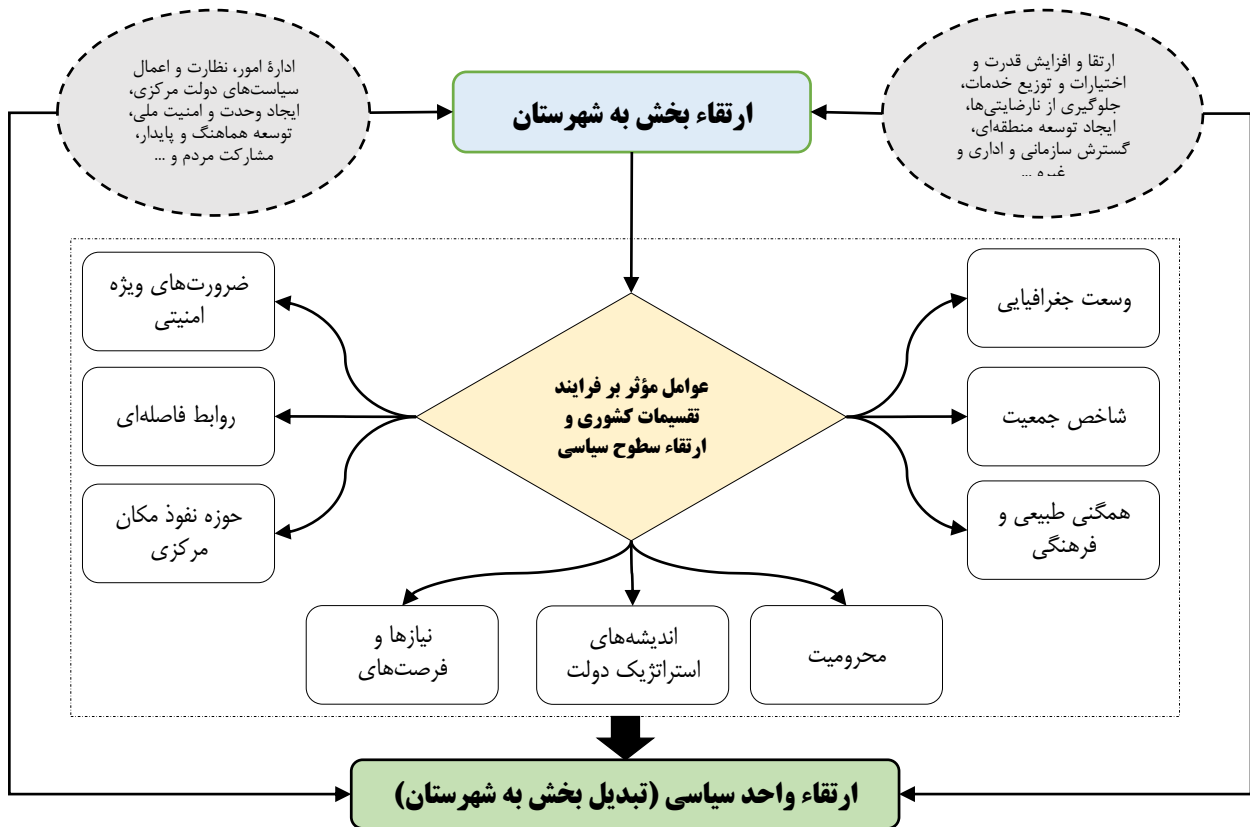 ارتقا و افزایش قدرت و
اختیارات و توزیع خدمات،
جلوگیری از نارضایتی‌ها،
ایجاد توسعه منطقه‌ای،
گسترش سازمانی و اداری و
غیره ...
ارتقاء بخش به شهرستان
ادارۀ امور، نظارت و اعمال
سیاست‌های دولت مرکزی،
ایجاد وحدت و امنیت ملی،
توسعه هماهنگ و پایدار،
مشارکت مردم و ...
وسعت جغرافیایی
شاخص جمعیت
همگنی طبیعی و
فرهنگی
عوامل مؤثر بر فرایند
تقسیمات کشوری و
ارتقاء سطوح سیاسی
ضرورت‌های ویژه
امنیتی
روابط فاصله‌ای
حوزه نفوذ مکان
مرکزی
محرومیت
اندیشه‌های
استراتژیک دولت
نیازها و
فرصت‌های
ارتقاء واحد سیاسی (تبدیل بخش به شهرستان)